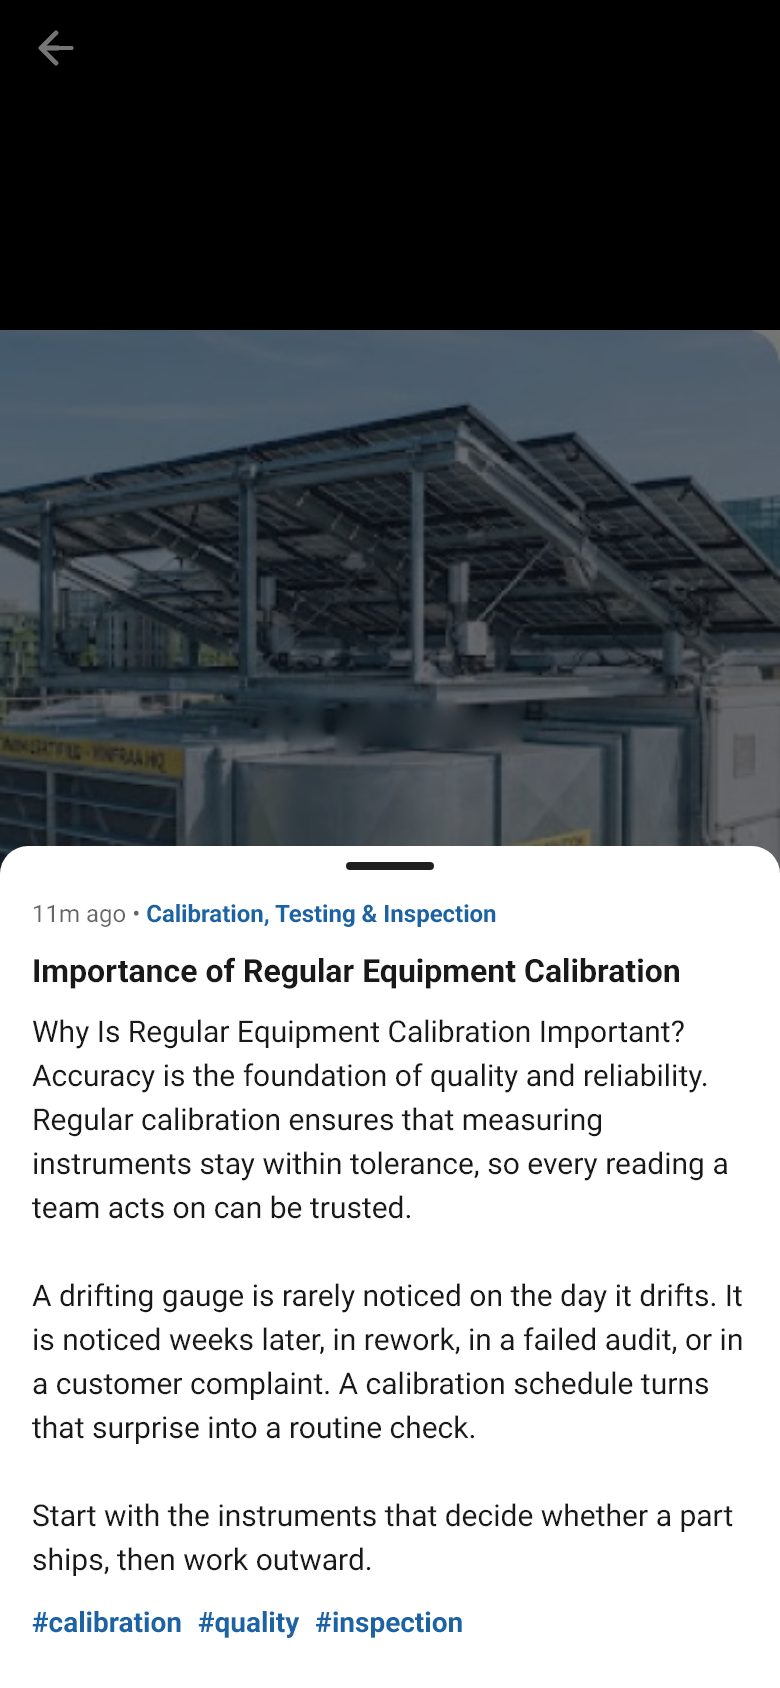 11m ago • Calibration, Testing & Inspection
Importance of Regular Equipment Calibration
Why Is Regular Equipment Calibration Important?
Accuracy is the foundation of quality and reliability.
Regular calibration ensures that measuring
instruments stay within tolerance, so every reading a
team acts on can be trusted.
A drifting gauge is rarely noticed on the day it drifts. It
is noticed weeks later, in rework, in a failed audit, or in
a customer complaint. A calibration schedule turns
that surprise into a routine check.
Start with the instruments that decide whether a part
ships, then work outward.
#calibration #quality #inspection